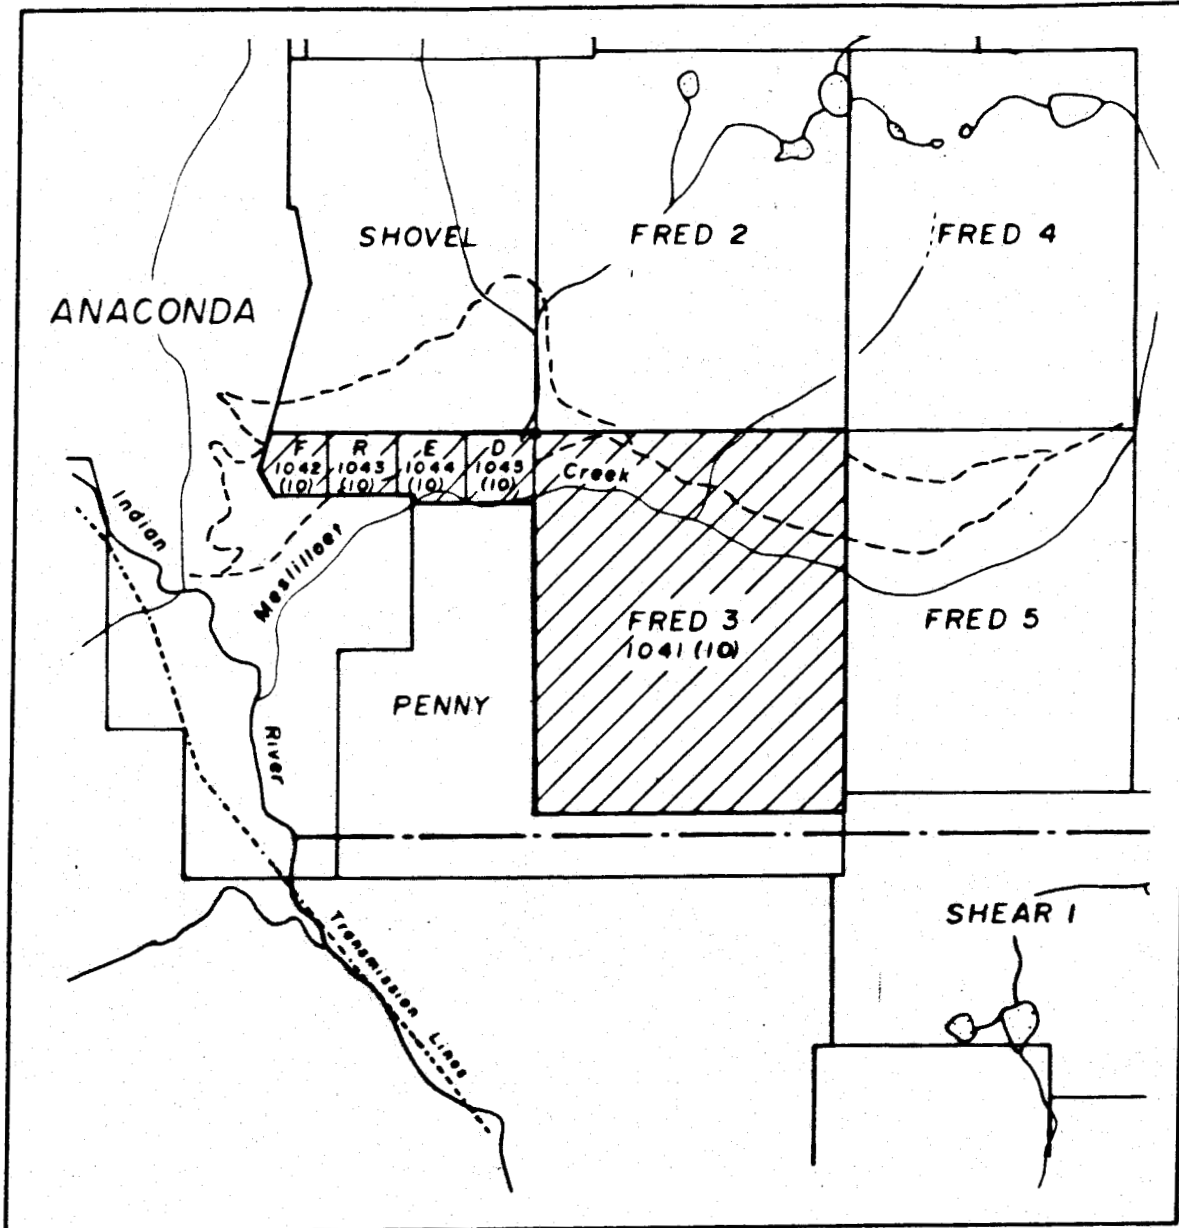 SHOVEL
FRED 2
FRED 4
ANACONDA
F
1042
(10)
R
1043
(10)
E
1044
(10)
D
1045
(10)
Creek
Indian
River
Meslilloet
FRED 3
1041 (10)
FRED 5
PENNY
SHEAR 1
Transmission Lines